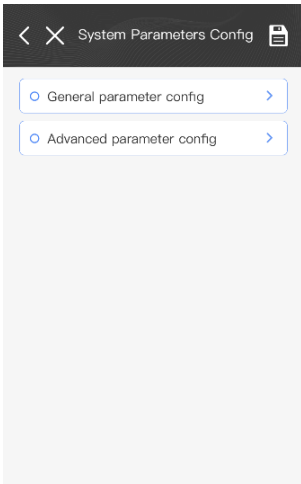 System Parameters Config
General parameter config
Advanced parameter config